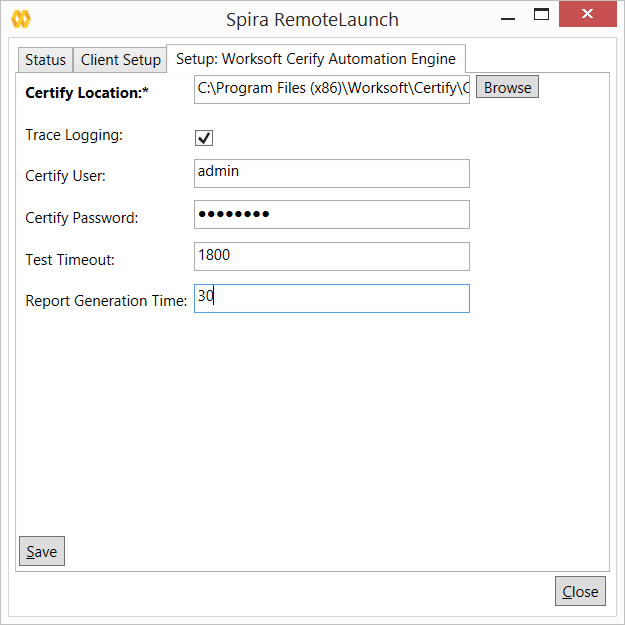 Spira RemoteLaunch
Status Client Setup Setup: Worksoft Cerify Automation Engine
Certify Location:* C:\Program Files (x86)\Worksoft\Certify\C Browse
Trace Logging:
Certify User: admin
Certify Password: ●●●●●●●●
Test Timeout: 1800
Report Generation Time: 30
Save
Close